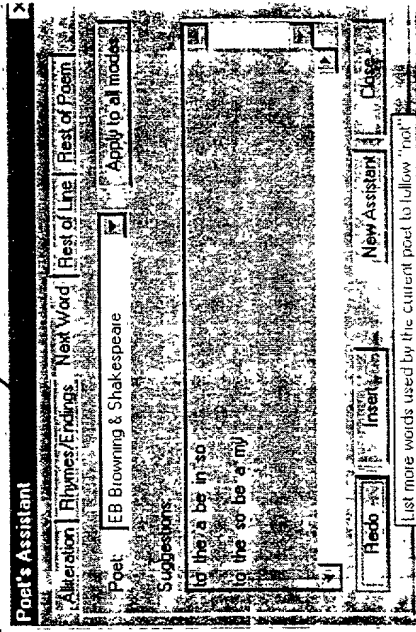 Poet's Assistant
Alliteration Rhymes/Endings Next Word Rest of Line Rest of Poem
Poet: EB Browning & Shakespeare Apply to all modes
Suggestions:
to the a be in so
to the so be a my
Redo Insert New Assistant Close
List more words used by the current poet to follow "not"